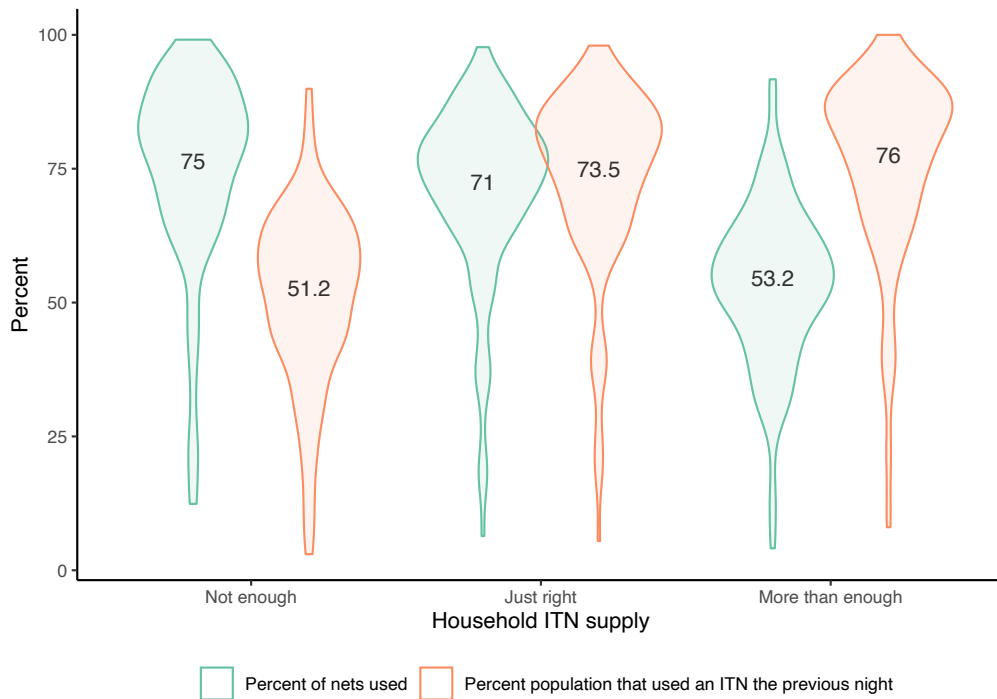 100
75
50
25
0
Percent
75
51.2
71
73.5
53.2
76
Not enough
Just right
More than enough
Household ITN supply
Percent of nets used
Percent population that used an ITN the previous night